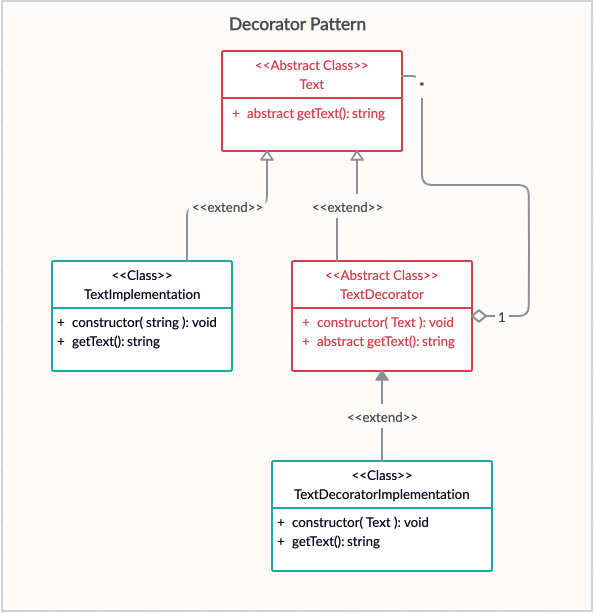 Decorator Pattern
<<Abstract Class>>
Text
+ abstract getText(): string
*
<<extend>>
<<extend>>
<<Class>>
TextImplementation
+ constructor( string ): void
+ getText(): string
<<Abstract Class>>
TextDecorator
+ constructor( Text ): void
+ abstract getText(): string
1
<<extend>>
<<Class>>
TextDecoratorImplementation
+ constructor( Text ): void
+ getText(): string